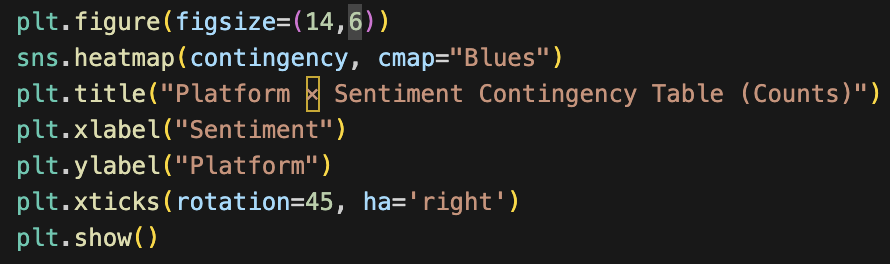 plt.figure(figsize=(14,6))
sns.heatmap(contingency, cmap="Blues")
plt.title("Platform × Sentiment Contingency Table (Counts)")
plt.xlabel("Sentiment")
plt.ylabel("Platform")
plt.xticks(rotation=45, ha='right')
plt.show()